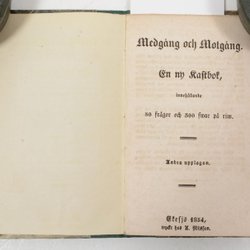 Medgång och Motgång.
En ny Kastbok,
innehållande
80 frågor och 800 svar på rim.
Andra upplagan.
Eksjö 1854,
tryckt hos A.